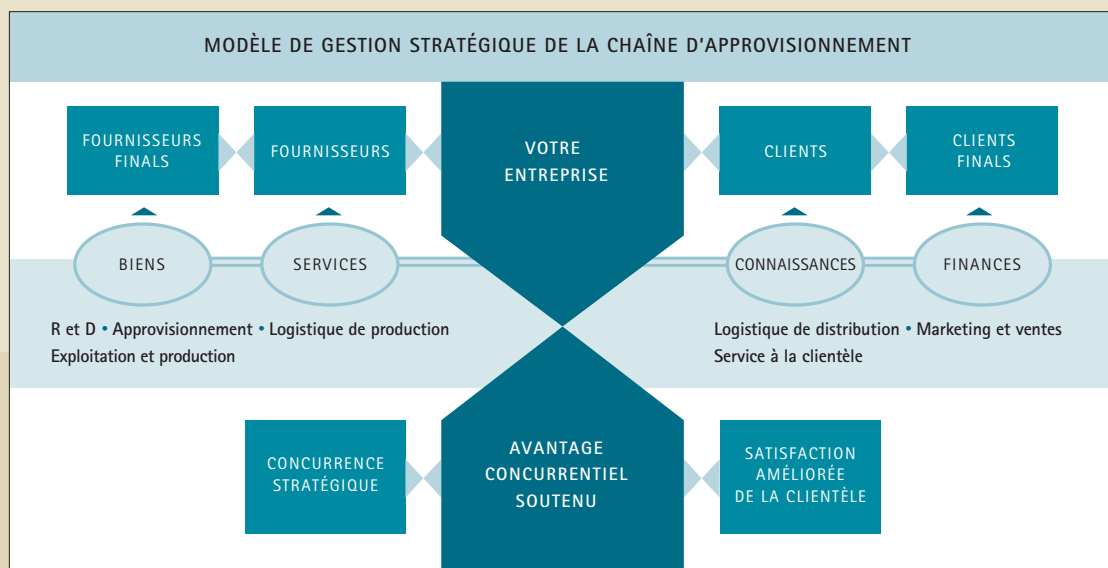 MODÈLE DE GESTION STRATÉGIQUE DE LA CHAÎNE D'APPROVISIONNEMENT
FOURNISSEURS
FINALS
FOURNISSEURS
VOTRE
ENTREPRISE
CLIENTS
CLIENTS
FINALS
BIENS
SERVICES
CONNAISSANCES
FINANCES
R et D • Approvisionnement • Logistique de production
Exploitation et production
Logistique de distribution • Marketing et ventes
Service à la clientèle
CONCURRENCE
STRATÉGIQUE
AVANTAGE
CONCURRENTIEL
SOUTENU
SATISFACTION
AMÉLIORÉE
DE LA CLIENTÈLE